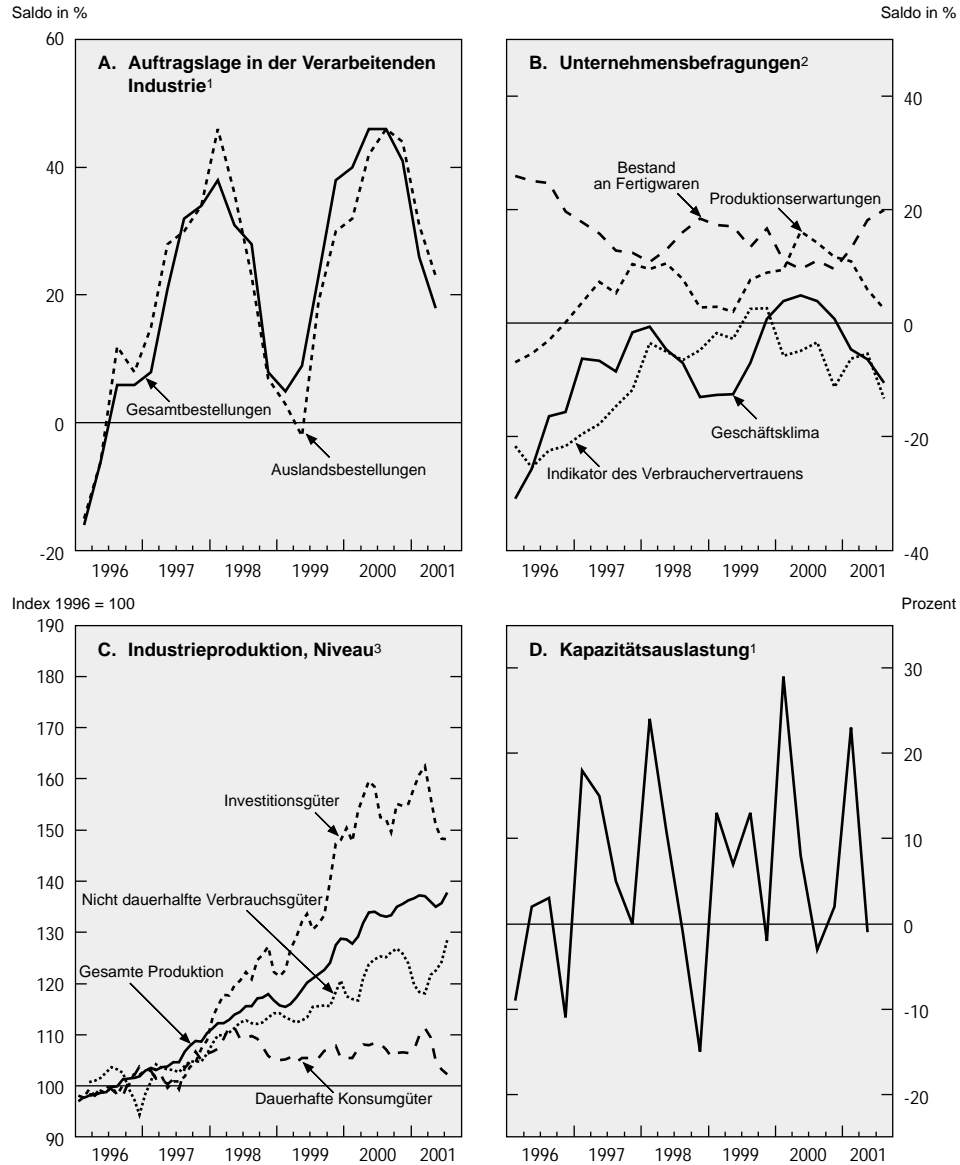 Saldo in %
Saldo in %
A. Auftragslage in der Verarbeitenden
Industrie1
60
40
20
0
-20
Gesamtbestellungen
Auslandsbestellungen
1996 1997 1998 1999 2000 2001
B. Unternehmensbefragungen2
40
20
0
-20
-40
Bestand
an Fertigwaren
Produktionserwartungen
Geschäftsklima
Indikator des Verbrauchervertrauens
1996 1997 1998 1999 2000 2001
Index 1996 = 100
Prozent
C. Industrieproduktion, Niveau3
190
180
170
160
150
140
130
120
110
100
90
Investitionsgüter
Nicht dauerhalfte Verbrauchsgüter
Gesamte Produktion
Dauerhafte Konsumgüter
1996 1997 1998 1999 2000 2001
D. Kapazitätsauslastung1
30
20
10
0
-10
-20
1996 1997 1998 1999 2000 2001